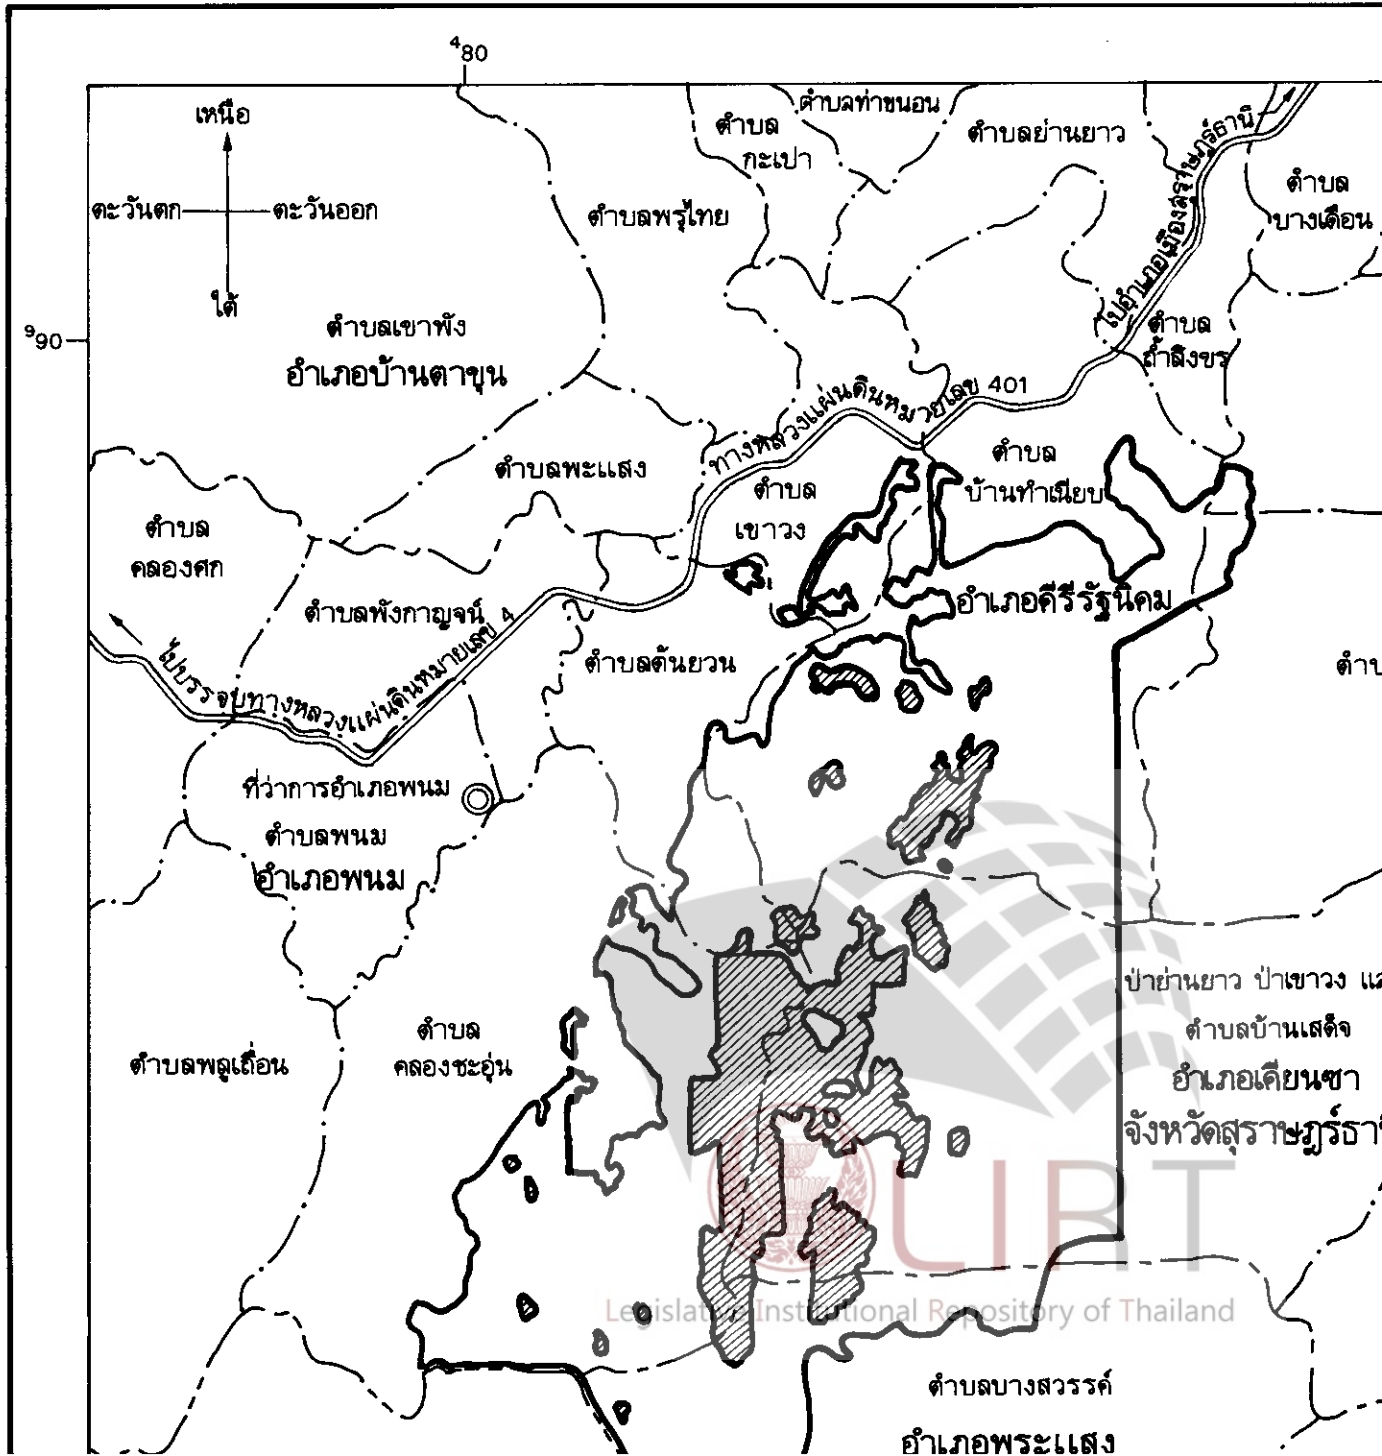 ⁴80
เหนือ
ตะวันตก
ตะวันออก
ใต้
⁹90
ตำบลท่าขนอน
ตำบล
กะเปา
ตำบลย่านยาว
ตำบลพรุไทย
ไปอำเภอเมืองสุราษฎร์ธานี
ตำบล
บางเดือน
ตำบลเขาพัง
อำเภอบ้านตาขุน
ตำบล
ถ้ำสิงขร
ทางหลวงแผ่นดินหมายเลข 401
ตำบลพะแสง
ตำบล
เขาวง
ตำบล
บ้านทำเนียบ
ตำบล
คลองศก
ตำบลพังกาญจน์
อำเภอคีรีรัฐนิคม
ไปบรรจบทางหลวงแผ่นดินหมายเลข 4
ตำบลต้นยวน
ที่ว่าการอำเภอพนม
ตำบลพนม
อำเภอพนม
ป่าย่านยาว ป่าเขาวง
ตำบลบ้านเสด็จ
อำเภอเคียนซา
จังหวัดสุราษฎร์ธานี
ตำบล
คลองชะอุ่น
ตำบลพลูเถื่อน
LIRT
Legislative Institutional Repository of Thailand
ตำบลบางสวรรค์
อำเภอพระแสง